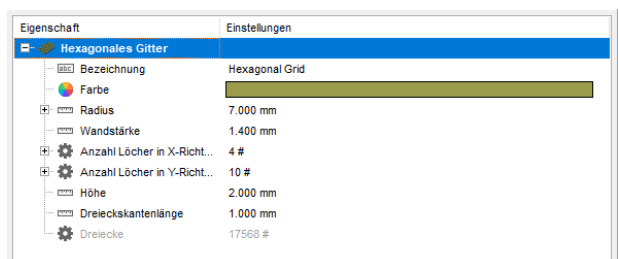 Eigenschaft Einstellungen
Hexagonales Gitter
abc Bezeichnung Hexagonal Grid
Farbe
Radius 7.000 mm
Wandstärke 1.400 mm
Anzahl Löcher in X-Richt... 4 #
Anzahl Löcher in Y-Richt... 10 #
Höhe 2.000 mm
Dreieckskantenlänge 1.000 mm
Dreiecke 17568 #